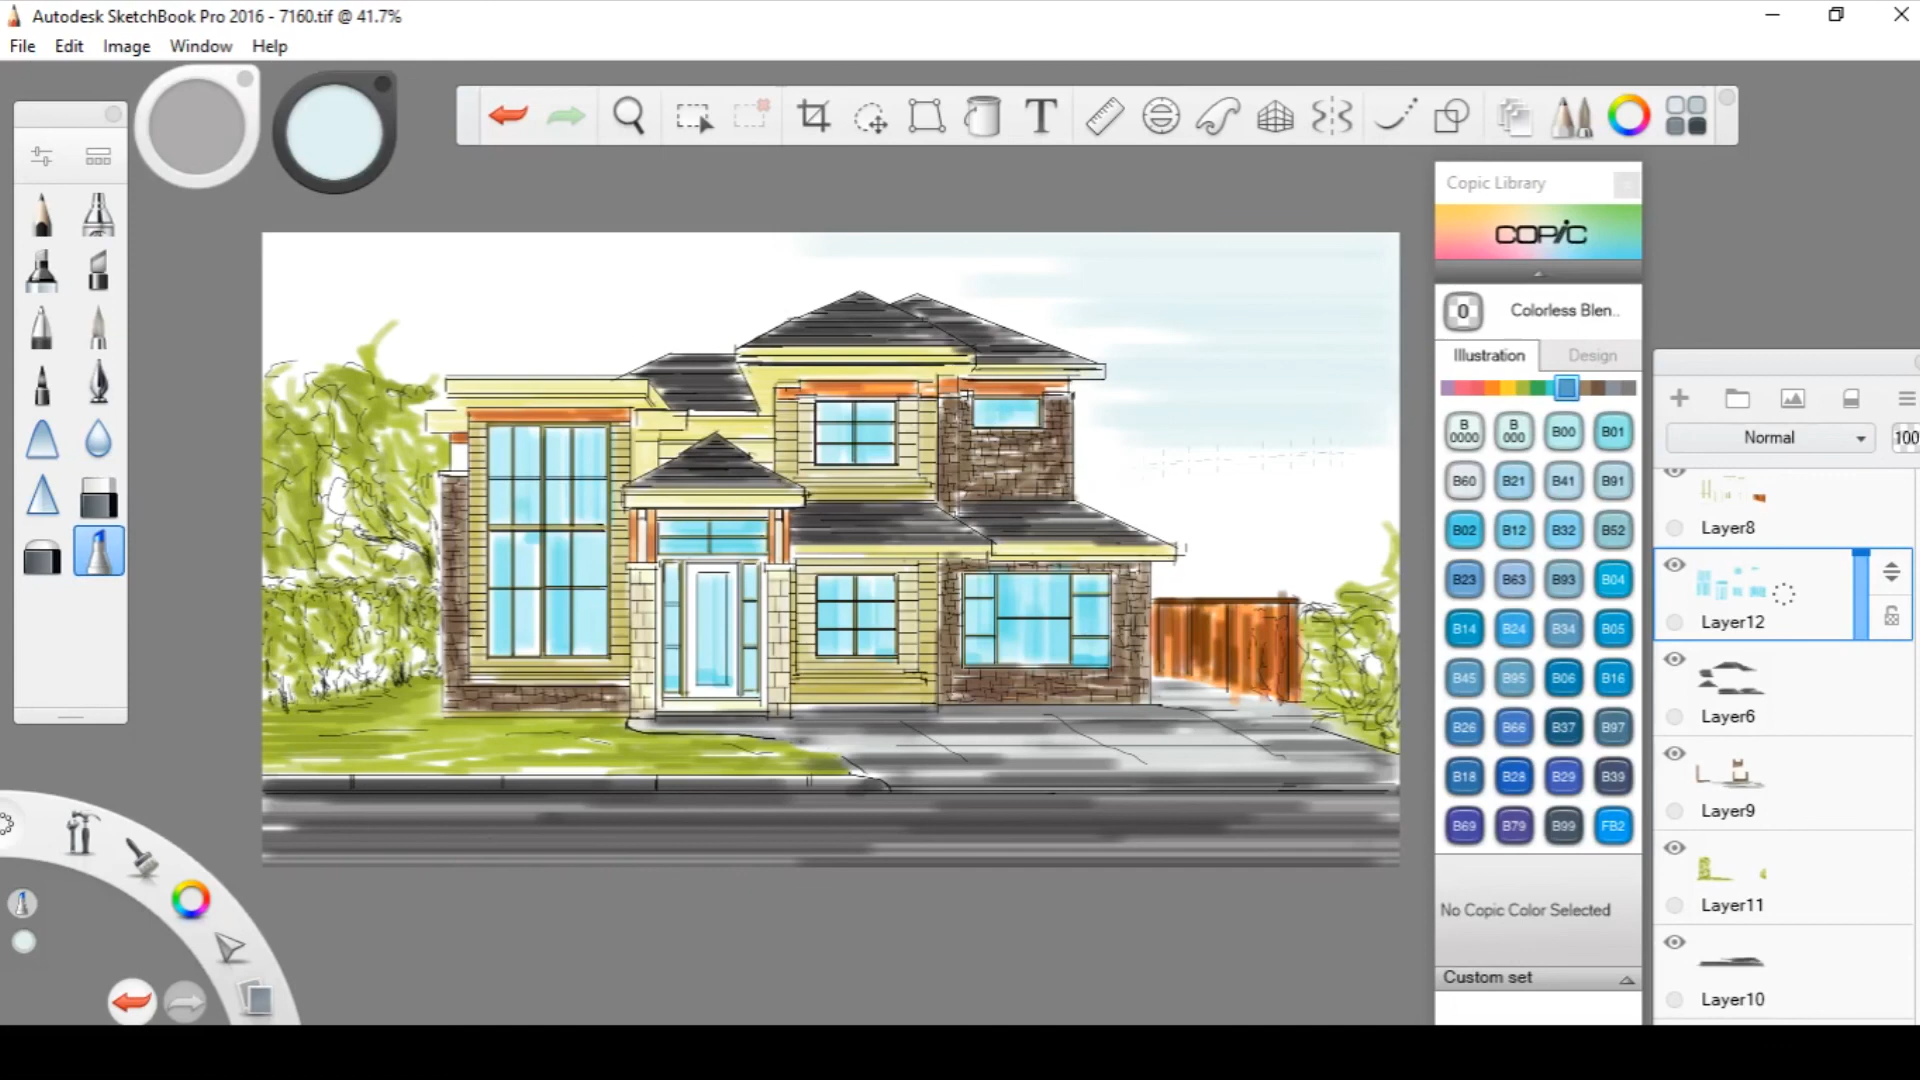 Autodesk SketchBook Pro 2016 - 7160.tif @ 41.7%
File Edit Image Window Help
T
Copic Library
COPIC
0 Colorless Blen..
Illustration Design
B0000 B000 B00 B01
B60 B21 B41 B91
B02 B12 B32 B52
B23 B63 B93 B04
B14 B24 B34 B05
B45 B95 B06 B16
B26 B66 B37 B97
B18 B28 B29 B39
B69 B79 B99 FB2
No Copic Color Selected
Custom set
Normal 100
Layer8
Layer12
Layer6
Layer9
Layer11
Layer10